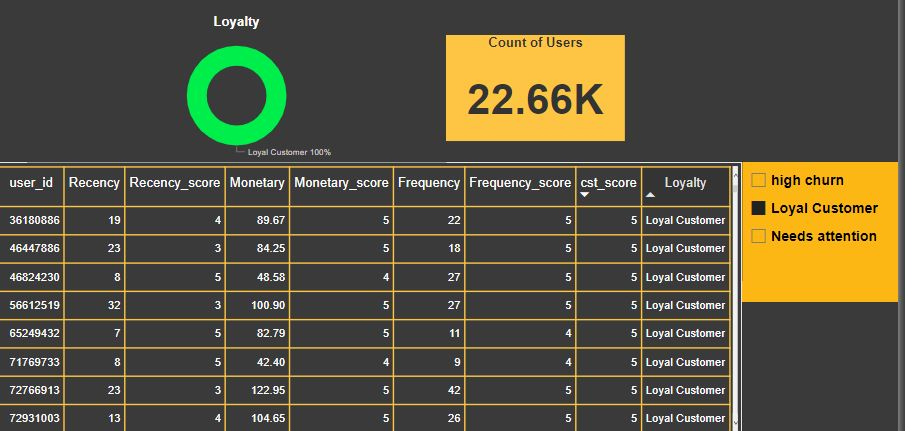 Loyalty
Loyal Customer 100%
Count of Users
22.66K
user_id Recency Recency_score Monetary Monetary_score Frequency Frequency_score cst_score Loyalty
36180886 19 4 89.67 5 22 5 5 Loyal Customer
46447886 23 3 84.25 5 18 5 5 Loyal Customer
46824230 8 5 48.58 4 27 5 5 Loyal Customer
56612519 32 3 100.90 5 27 5 5 Loyal Customer
65249432 7 5 82.79 5 11 4 5 Loyal Customer
71769733 8 5 42.40 4 9 4 5 Loyal Customer
72766913 23 3 122.95 5 42 5 5 Loyal Customer
72931003 13 4 104.65 5 26 5 5 Loyal Customer
high churn
Loyal Customer
Needs attention